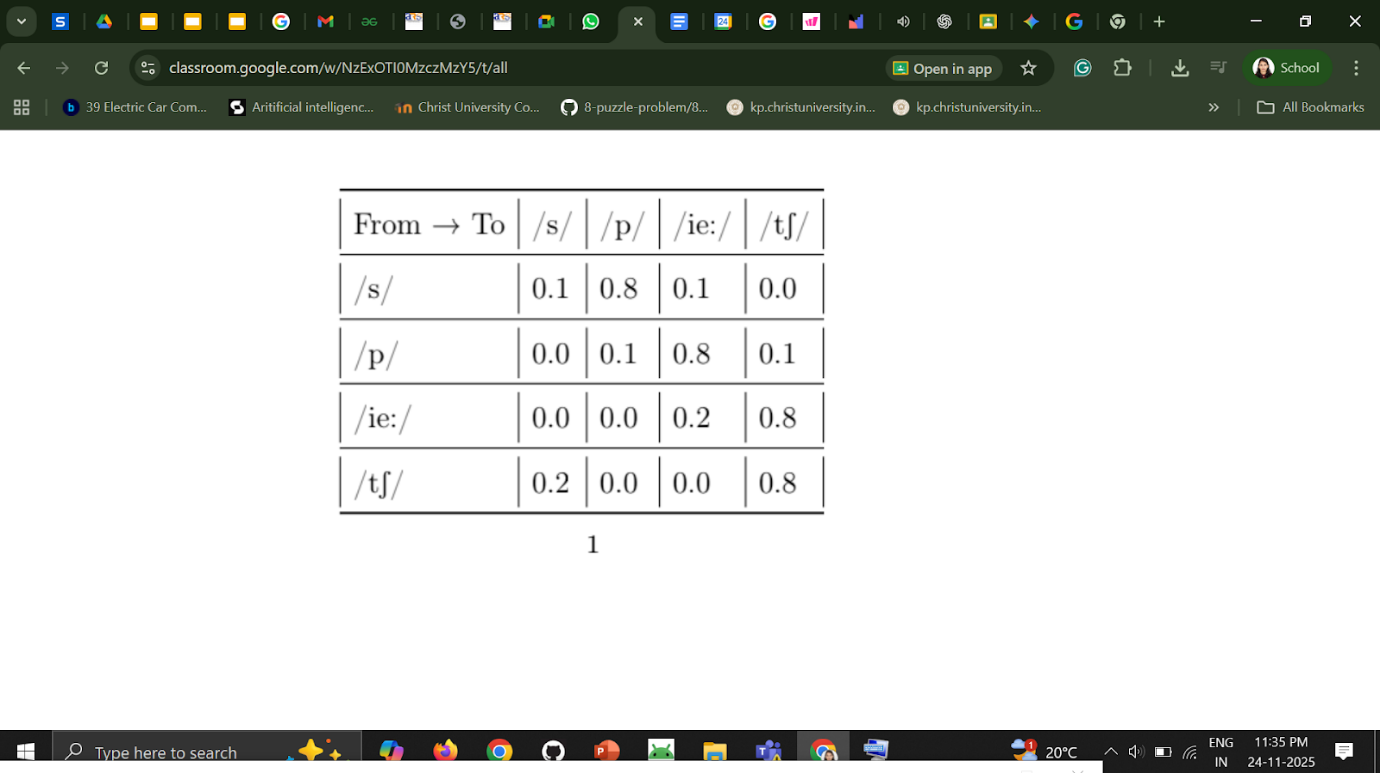 classroom.google.com/w/NzExOTI0MzczMzY5/t/all
Open in app
School
39 Electric Car Com...
Aritificial intelligenc...
Christ University Co...
8-puzzle-problem/8...
kp.christuniversity.in...
kp.christuniversity.in...
» All Bookmarks
From → To /s/ /p/ /ie:/ /tʃ/
/s/ 0.1 0.8 0.1 0.0
/p/ 0.0 0.1 0.8 0.1
/ie:/ 0.0 0.0 0.2 0.8
/tʃ/ 0.2 0.0 0.0 0.8
1
Type here to search
1
20°C
ENG
IN
11:35 PM
24-11-2025